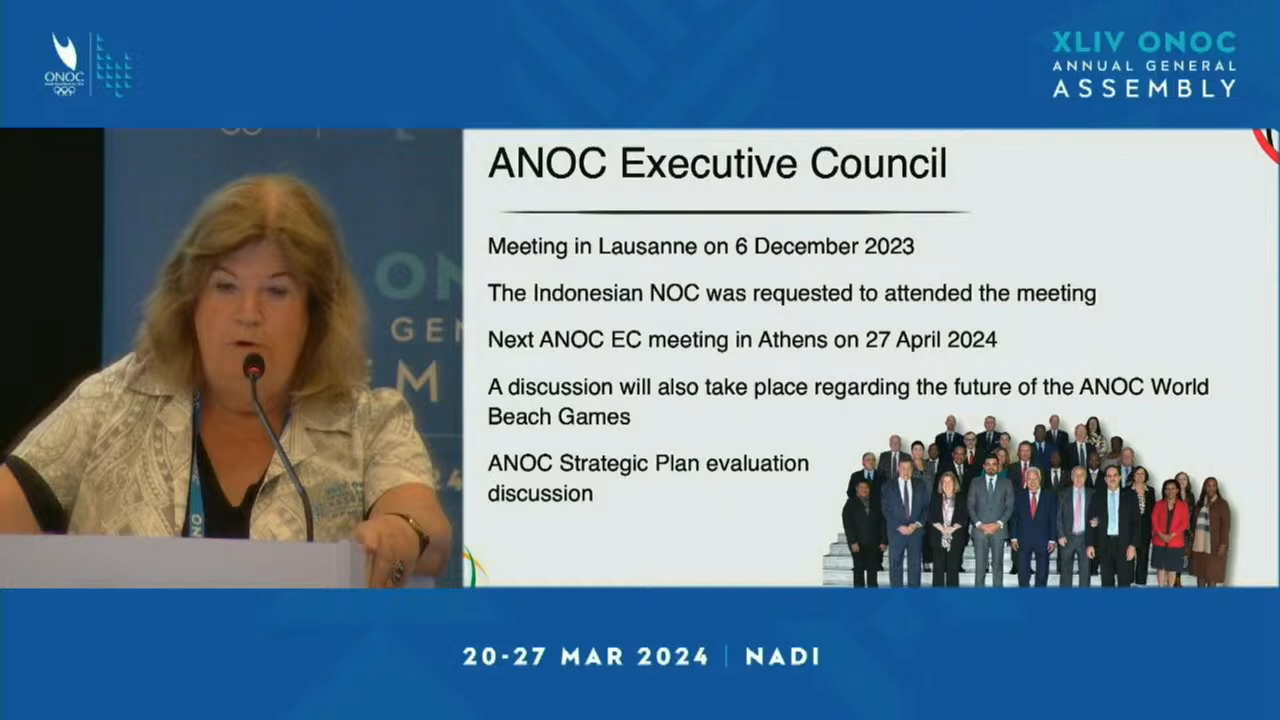 ONOC
XLIV ONOC
ANNUAL GENERAL
ASSEMBLY
ANOC Executive Council
Meeting in Lausanne on 6 December 2023
The Indonesian NOC was requested to attended the meeting
Next ANOC EC meeting in Athens on 27 April 2024
A discussion will also take place regarding the future of the ANOC World
Beach Games
ANOC Strategic Plan evaluation
discussion
ON
GEN
EM
20-27 MAR 2024 | NADI